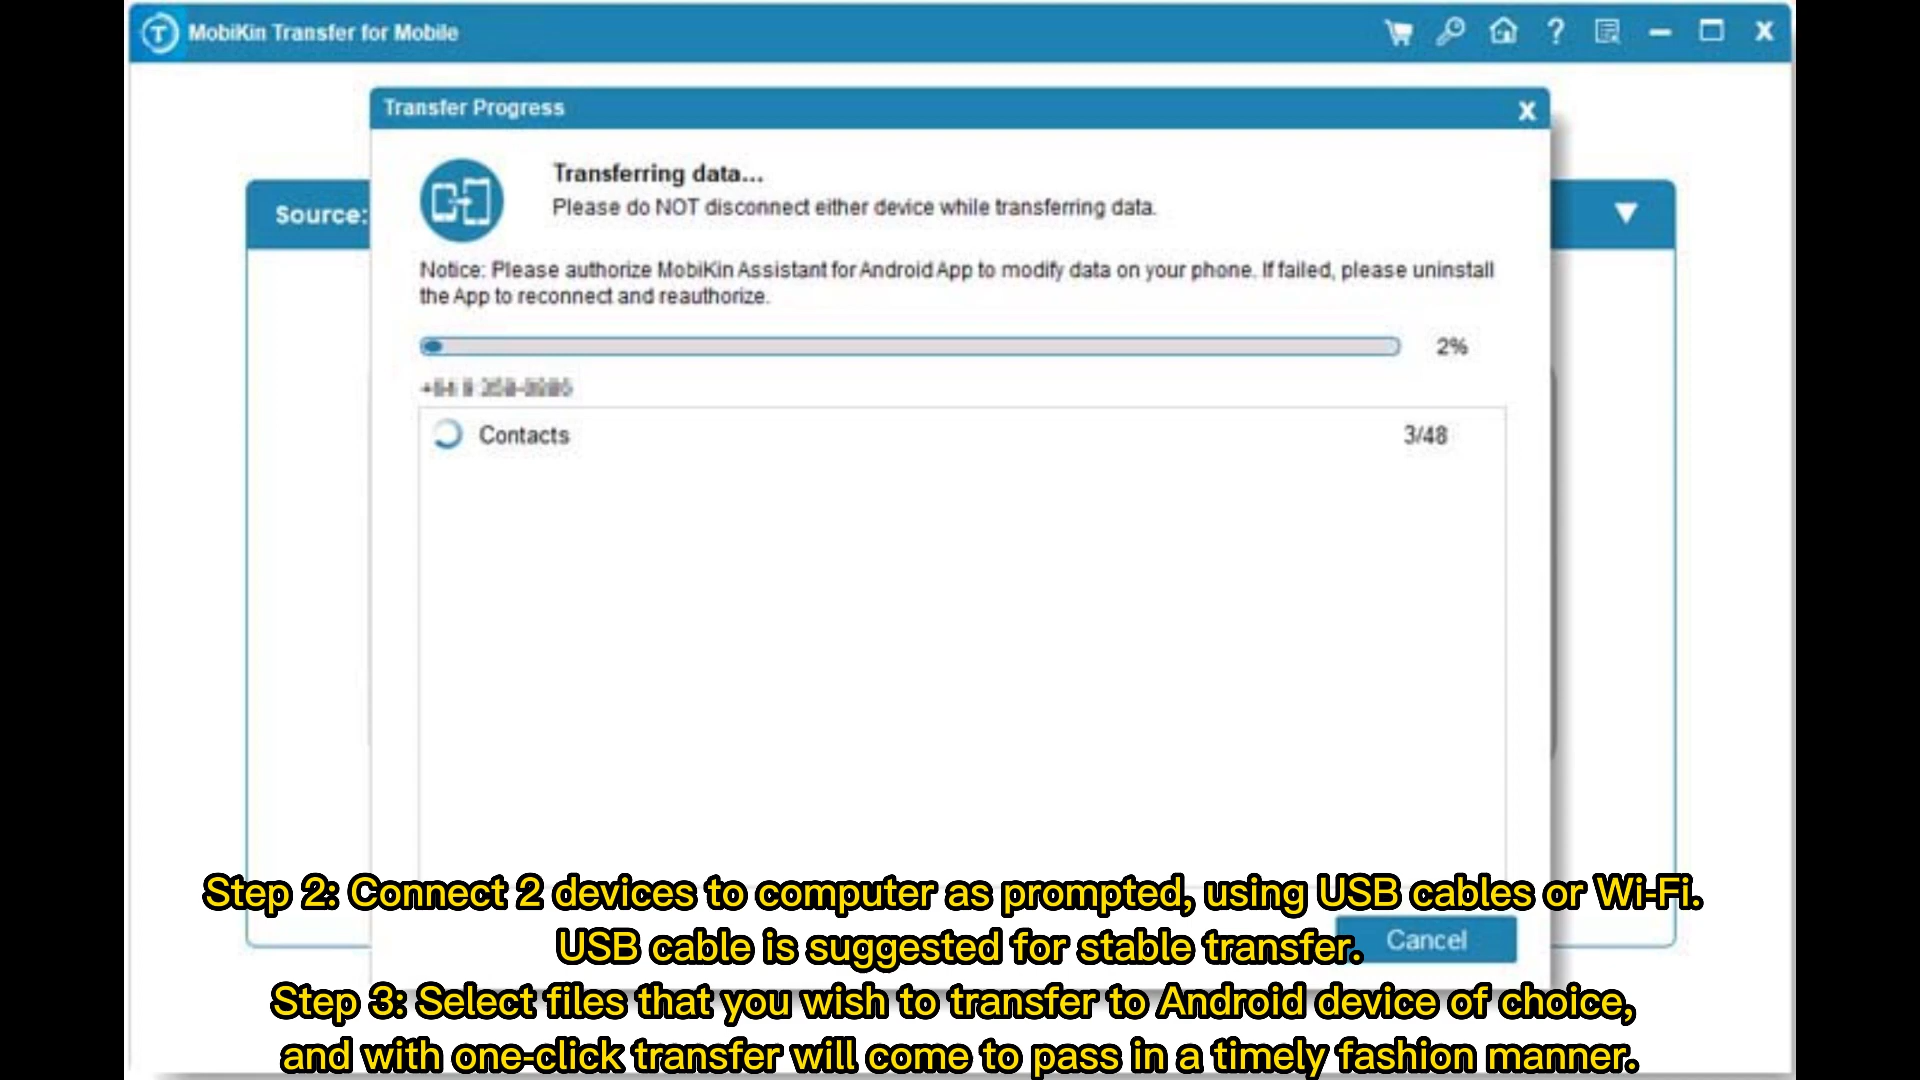 MobiKin Transfer for Mobile
Transfer Progress
Transferring data...
Please do NOT disconnect either device while transferring data.
Source:
Notice: Please authorize MobiKin Assistant for Android App to modify data on your phone. If failed, please uninstall
the App to reconnect and reauthorize.
2%
Contacts 3/48
Cancel
Step 2: Connect 2 devices to computer as prompted, using USB cables or Wi-Fi.
USB cable is suggested for stable transfer.
Step 3: Select files that you wish to transfer to Android device of choice,
and with one-click transfer will come to pass in a timely fashion manner.